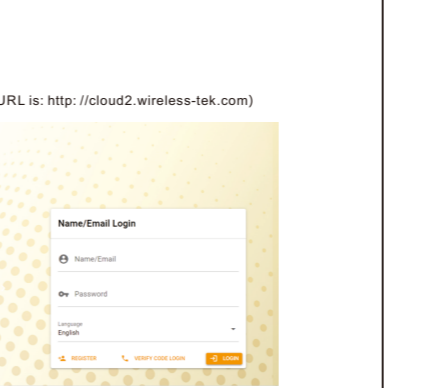 URL is: http: //cloud2.wireless-tek.com)
Name/Email Login
Name/Email
Password
Language
English
REGISTER VERIFY CODE LOGIN LOGIN